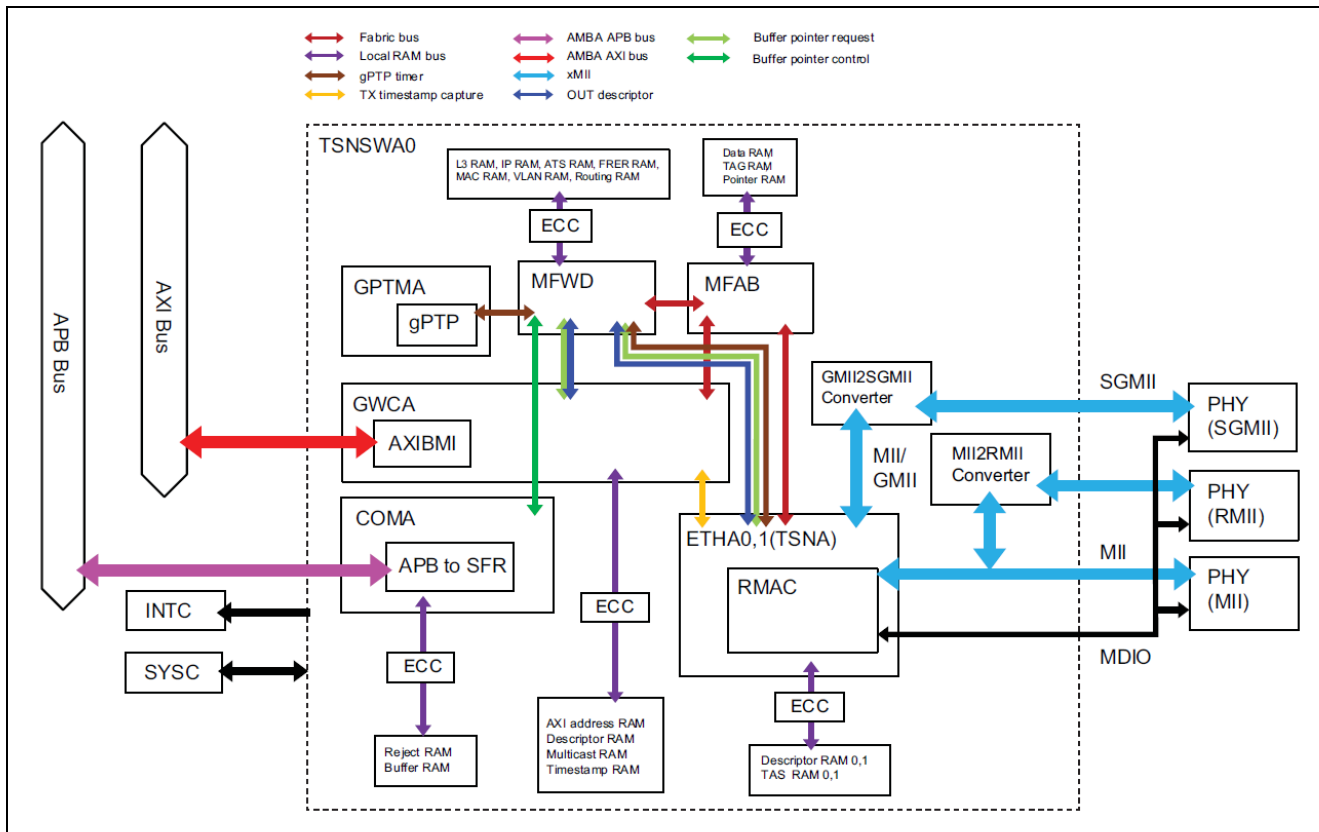 Fabric bus
Local RAM bus
gPTP timer
TX timestamp capture
AMBA APB bus
AMBA AXI bus
xMII
OUT descriptor
Buffer pointer request
Buffer pointer control
APB Bus
AXI Bus
TSNSWA0
L3 RAM, IP RAM, ATS RAM, FRER RAM,
MAC RAM, VLAN RAM, Routing RAM
Data RAM
TAG RAM
Pointer RAM
ECC
ECC
GPTMA
gPTP
MFWD
MFAB
GMII2SGMII
Converter
SGMII
PHY
(SGMII)
GWCA
AXIBMI
MII/
GMII
MII2RMII
Converter
PHY
(RMII)
COMA
APB to SFR
ETHA0,1(TSNA)
RMAC
MII
PHY
(MII)
MDIO
INTC
SYSC
ECC
ECC
ECC
Reject RAM
Buffer RAM
AXI address RAM
Descriptor RAM
Multicast RAM
Timestamp RAM
Descriptor RAM 0,1
TAS RAM 0,1